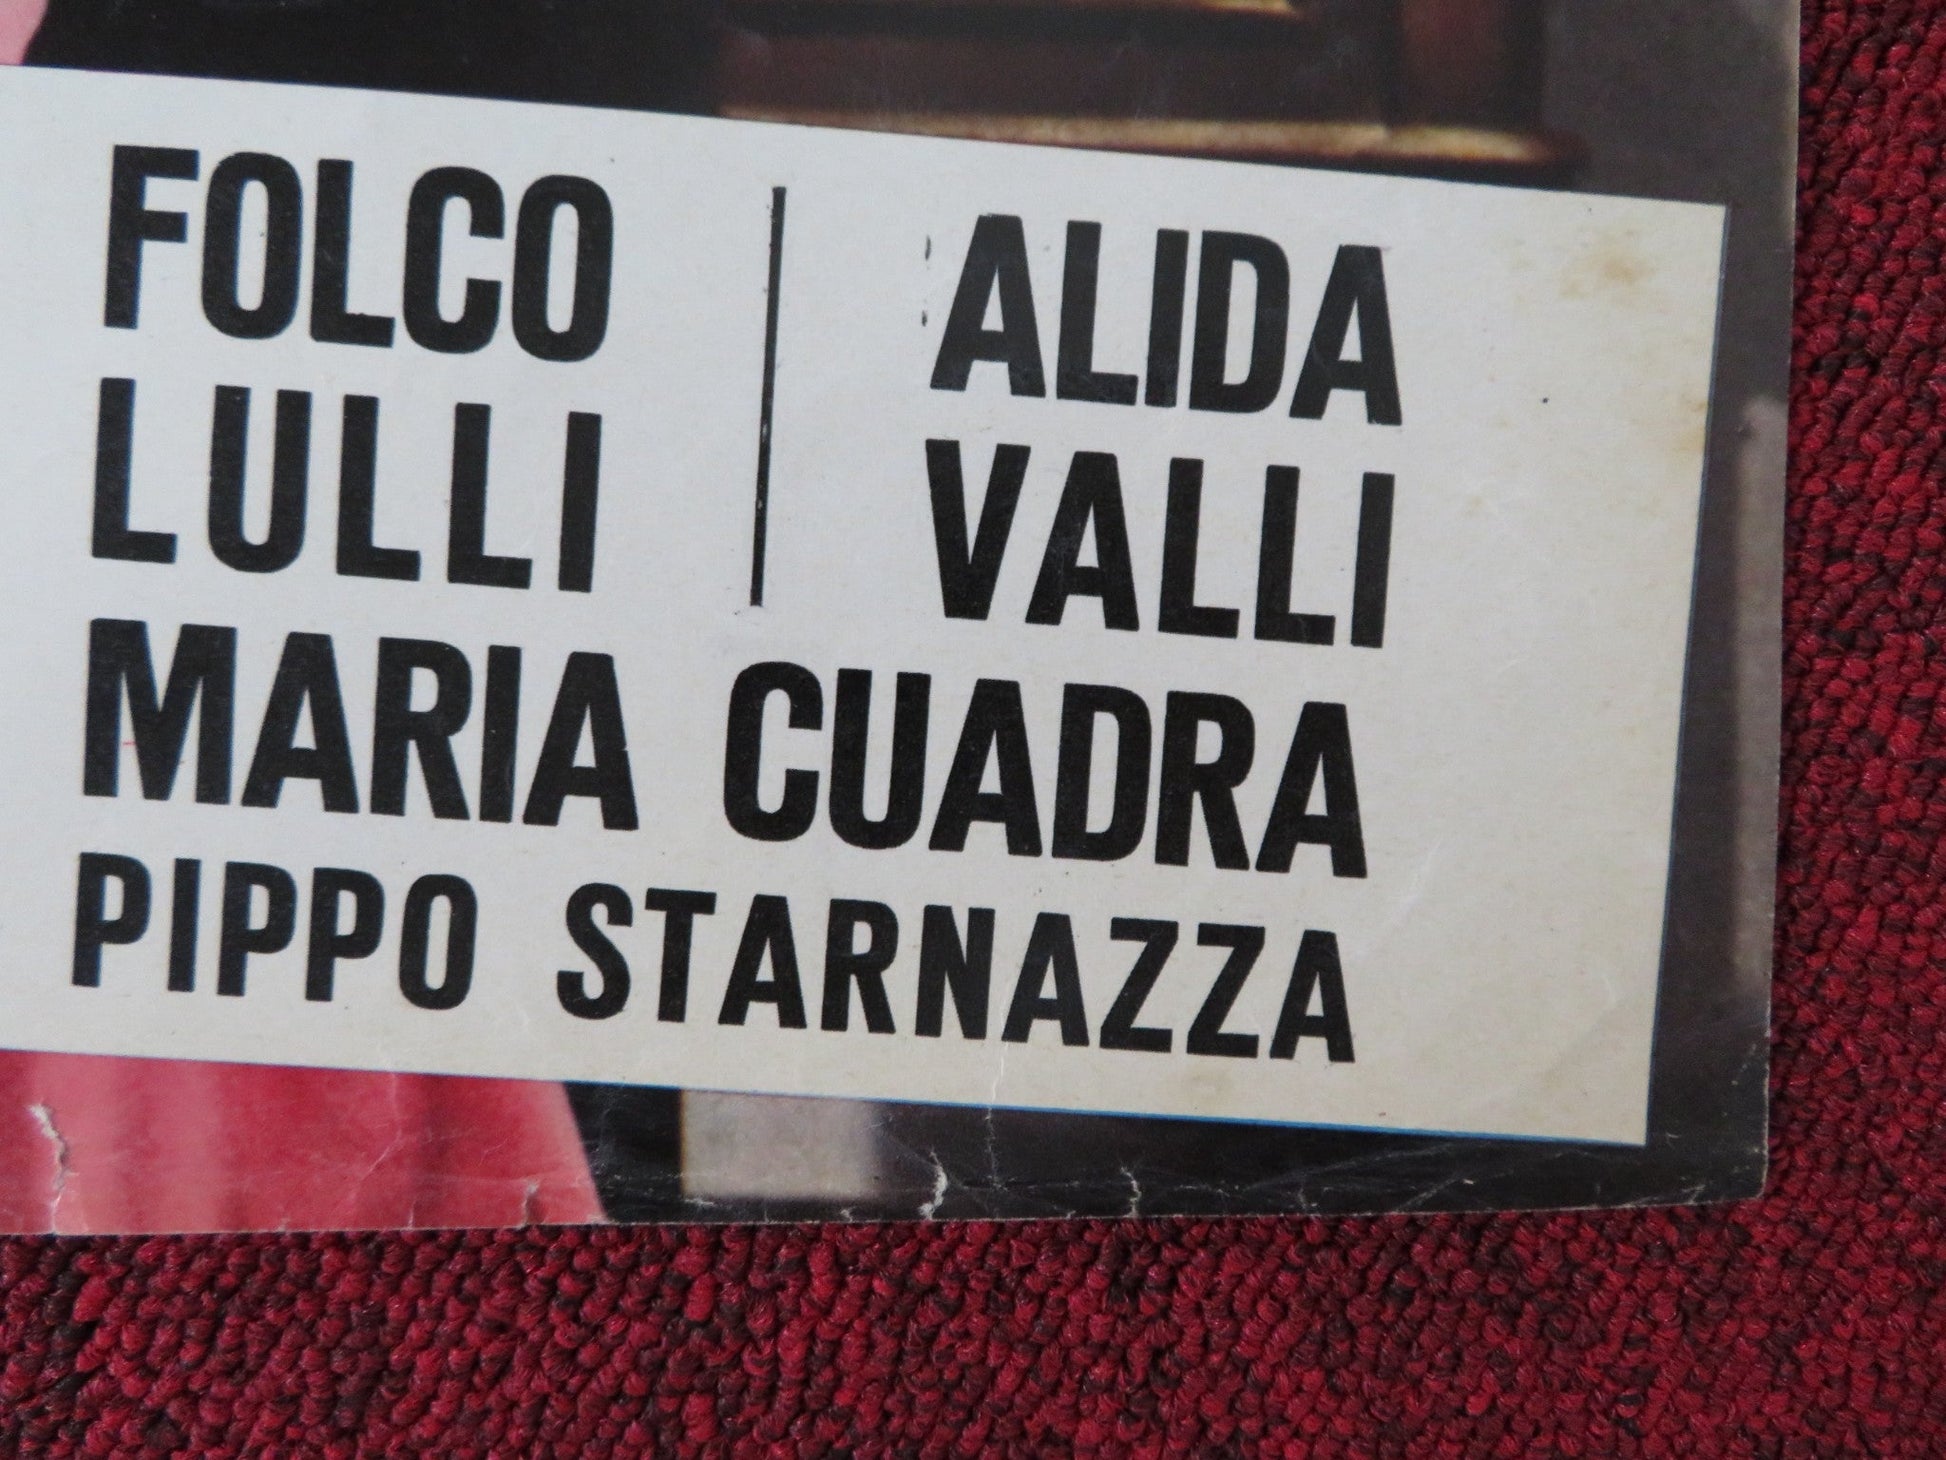 FOLCO
LULLI
ALIDA
VALLI
MARIA CUADRA
PIPPO STARNAZZA